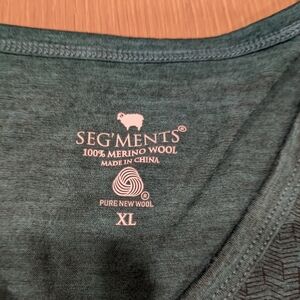 SEG'MENTS®
100% MERINO WOOL
MADE IN CHINA
®
PURE NEW WOOL
XL